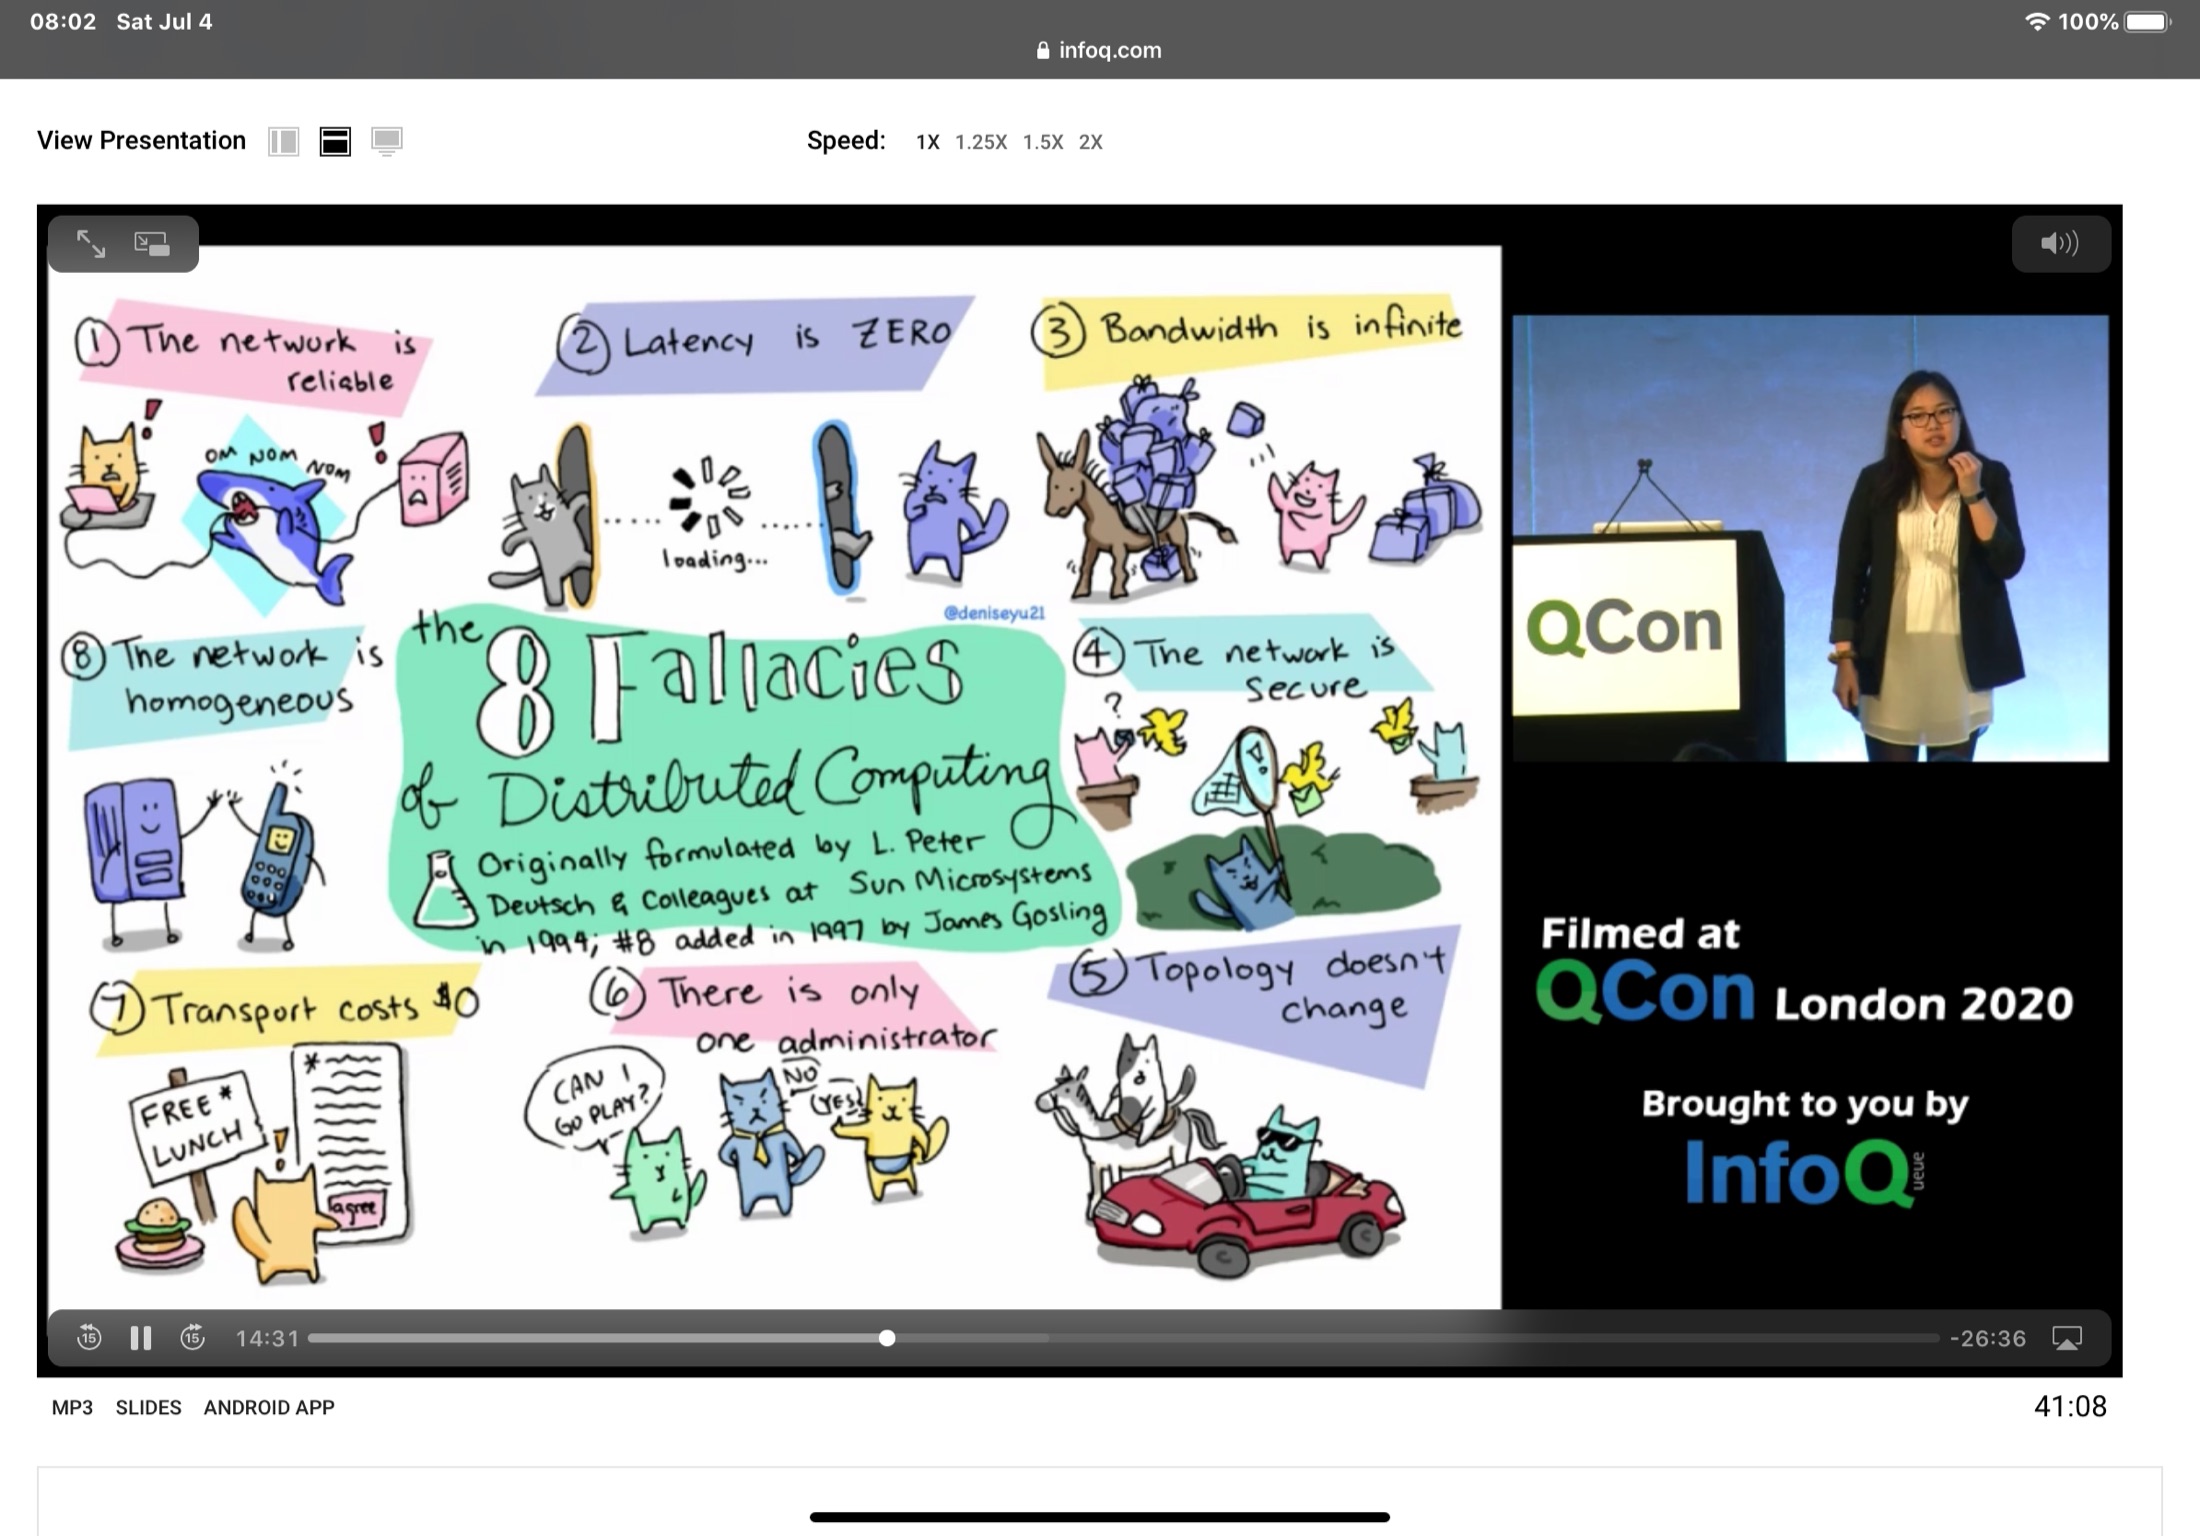 08:02 Sat Jul 4
100%
infoq.com
View Presentation
Speed: 1X 1.25X 1.5X 2X
1 The network is
reliable
! !
OM NOM NOM
2 Latency is ZERO
loading...
3 Bandwidth is infinite
@deniseyu21
8 The network is
homogeneous
the
8 Fallacies
of Distributed Computing
Originally formulated by L. Peter
Deutsch & Colleagues at Sun Microsystems
in 1994; #8 added in 1997 by James Gosling
4 The network is
secure
?
7 Transport costs $0
FREE*
LUNCH
!
*
agree
6 There is only
one administrator
CAN I
GO PLAY?
NO
(YES)
5 Topology doesn't
change
QCon
Filmed at
QCon London 2020
Brought to you by
InfoQueue
15 15 14:31 -26:36
MP3 SLIDES ANDROID APP
41:08